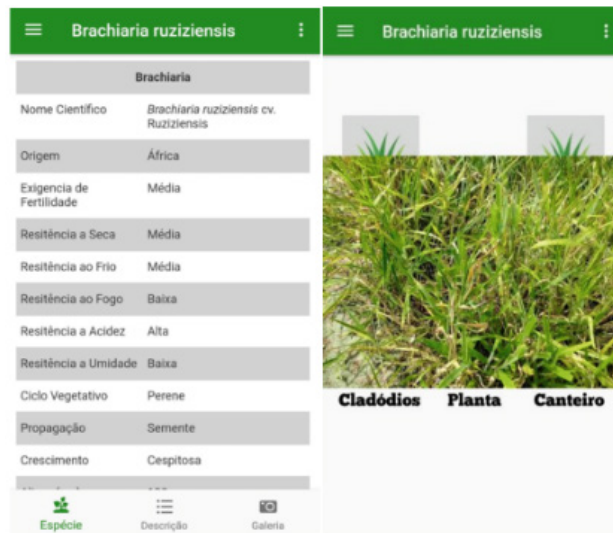 Brachiaria ruziziensis
Brachiaria
Nome Científico Brachiaria ruziziensis cv.
Ruziziensis
Origem África
Exigencia de Média
Fertilidade
Resitência a Seca Média
Resitência ao Frio Média
Resitência ao Fogo Baixa
Resitência a Acidez Alta
Resitência a Umidade Baixa
Ciclo Vegetativo Perene
Propagação Semente
Crescimento Cespitosa
Espécie Descrição Galeria
Brachiaria ruziziensis
Cladódios Planta Canteiro